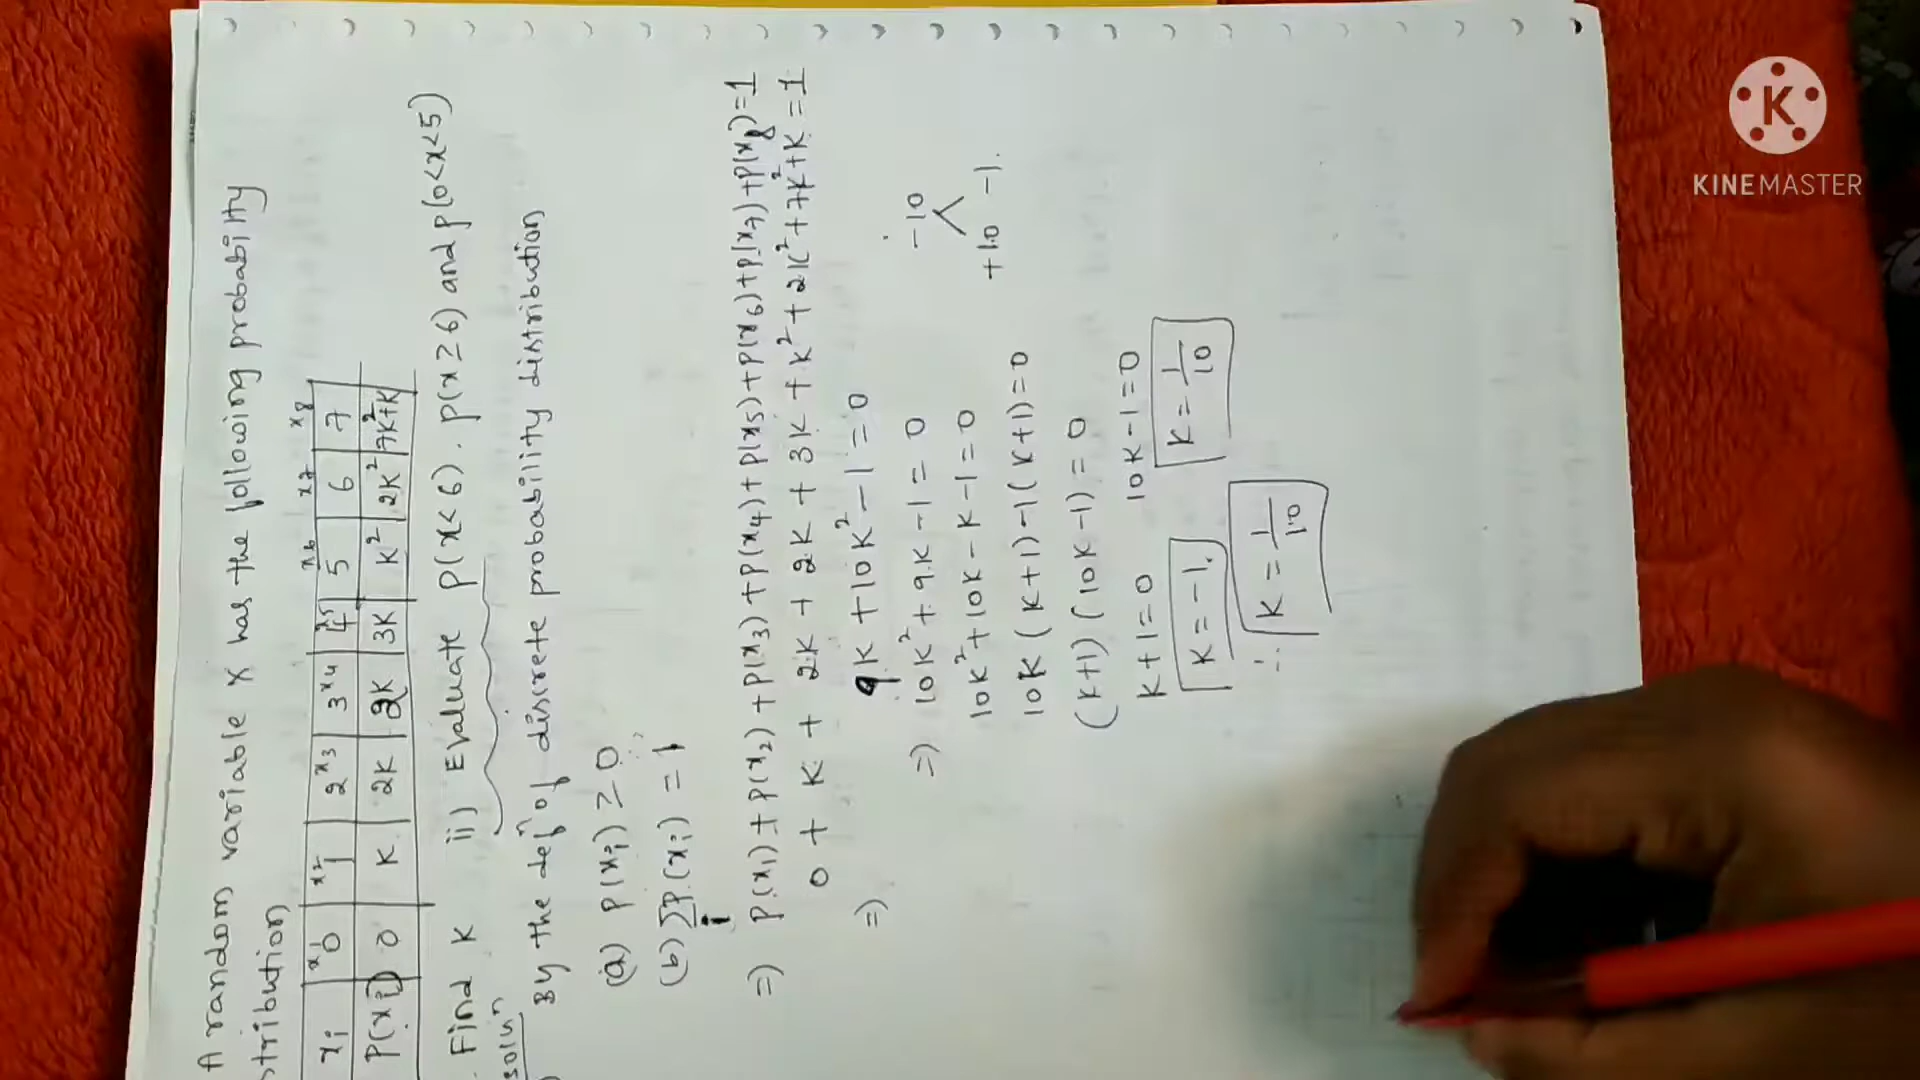 A random variable X has the following probability
stribution
x1 x2 x3 x4 x5 x6 x7 x8
xi 0 1 2 3 4 5 6 7
P(xi) 0 K 2K 2K 3K K² 2K² 7K²+K
Find K ii) Evaluate P(x<6). P(x≥6) and P(0<x<5)
soluⁿ
By the defⁿ of discrete probability distribution
(a) P(xi) ≥ 0
(b) ∑P(xi) = 1
i
=) P(x1)+P(x2)+P(x3)+P(x4)+P(x5)+P(x6)+P(x7)+P(x8)=1
0 + K + 2K + 2K + 3K + K² + 2K² + 7K²+K = 1
=) 9K + 10K² - 1 = 0
=) 10K² + 9K - 1 = 0
-10
10K² + 10K - K - 1 = 0
+10 -1.
10K (K+1) -1 (K+1) = 0
(K+1) (10K-1) = 0
K+1=0 10K-1=0
K = -1. K = 1/10
∴ K = 1/10
K
KINEMASTER